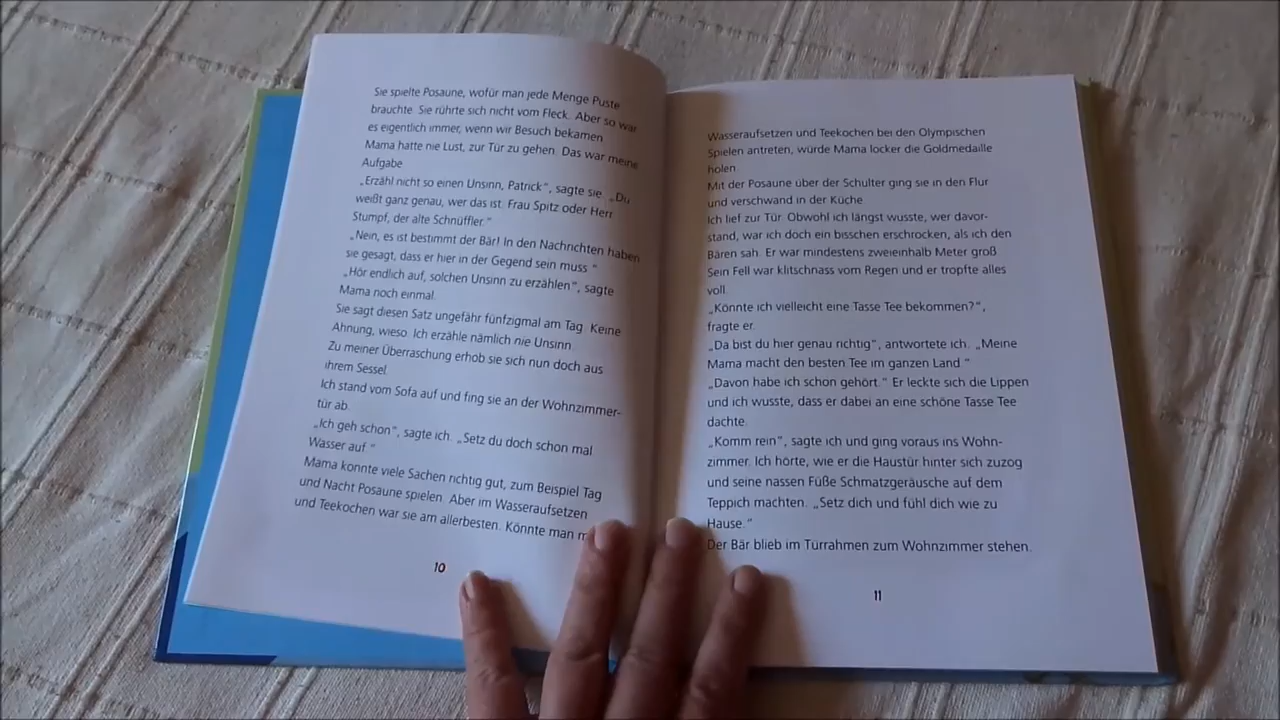 Sie spielte Posaune, wofür man jede Menge Puste
brauchte. Sie rührte sich nicht vom Fleck. Aber so war
es eigentlich immer, wenn wir Besuch bekamen.
Mama hatte nie Lust, zur Tür zu gehen. Das war meine
Aufgabe.
„Erzähl nicht so einen Unsinn, Patrick“, sagte sie. „Du
weißt ganz genau, wer das ist. Frau Spitz oder Herr
Stumpf, der alte Schnüffler.“
„Nein, es ist bestimmt der Bär! In den Nachrichten haben
sie gesagt, dass er hier in der Gegend sein muss.“
„Hör endlich auf, solchen Unsinn zu erzählen“, sagte
Mama noch einmal.
Sie sagt diesen Satz ungefähr fünfzigmal am Tag. Keine
Ahnung, wieso. Ich erzähle nämlich nie Unsinn.
Zu meiner Überraschung erhob sie sich nun doch aus
ihrem Sessel.
Ich stand vom Sofa auf und fing sie an der Wohnzimmer-
tür ab.
„Ich geh schon“, sagte ich. „Setz du doch schon mal
Wasser auf.“
Mama konnte viele Sachen richtig gut, zum Beispiel Tag
und Nacht Posaune spielen. Aber im Wasseraufsetzen
und Teekochen war sie am allerbesten. Könnte man
10
Wasseraufsetzen und Teekochen bei den Olympischen
Spielen antreten, würde Mama locker die Goldmedaille
holen.
Mit der Posaune über der Schulter ging sie in den Flur
und verschwand in der Küche.
Ich lief zur Tür. Obwohl ich längst wusste, wer davor-
stand, war ich doch ein bisschen erschrocken, als ich den
Bären sah. Er war mindestens zweieinhalb Meter groß.
Sein Fell war klitschnass vom Regen und er tropfte alles
voll.
„Könnte ich vielleicht eine Tasse Tee bekommen?“,
fragte er.
„Da bist du hier genau richtig“, antwortete ich. „Meine
Mama macht den besten Tee im ganzen Land.“
„Davon habe ich schon gehört.“ Er leckte sich die Lippen
und ich wusste, dass er dabei an eine schöne Tasse Tee
dachte.
„Komm rein“, sagte ich und ging voraus ins Wohn-
zimmer. Ich hörte, wie er die Haustür hinter sich zuzog
und seine nassen Füße Schmatzgeräusche auf dem
Teppich machten. „Setz dich und fühl dich wie zu
Hause.“
Der Bär blieb im Türrahmen zum Wohnzimmer stehen.
11